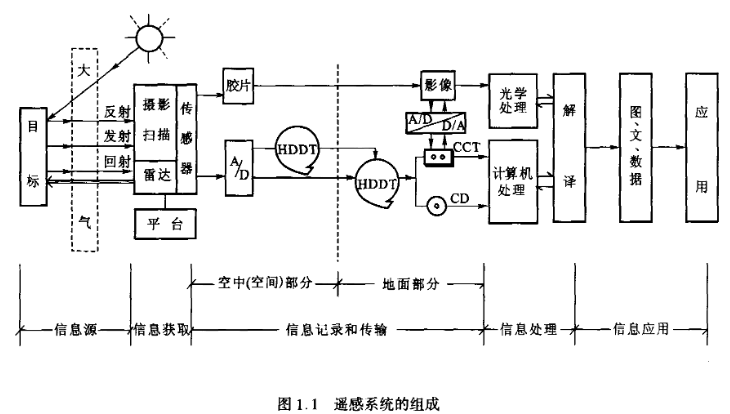 大
气
目
标
反射
发射
回射
摄影
扫描
雷达
传
感
器
平台
胶片
A/D
HDDT
HDDT
影像
A/D
D/A
CCT
CD
光学
处理
计算机
处理
解
译
图、文、数据
应
用
空中(空间)部分
地面部分
信息源
信息获取
信息记录和传输
信息处理
信息应用
图 1.1 遥感系统的组成